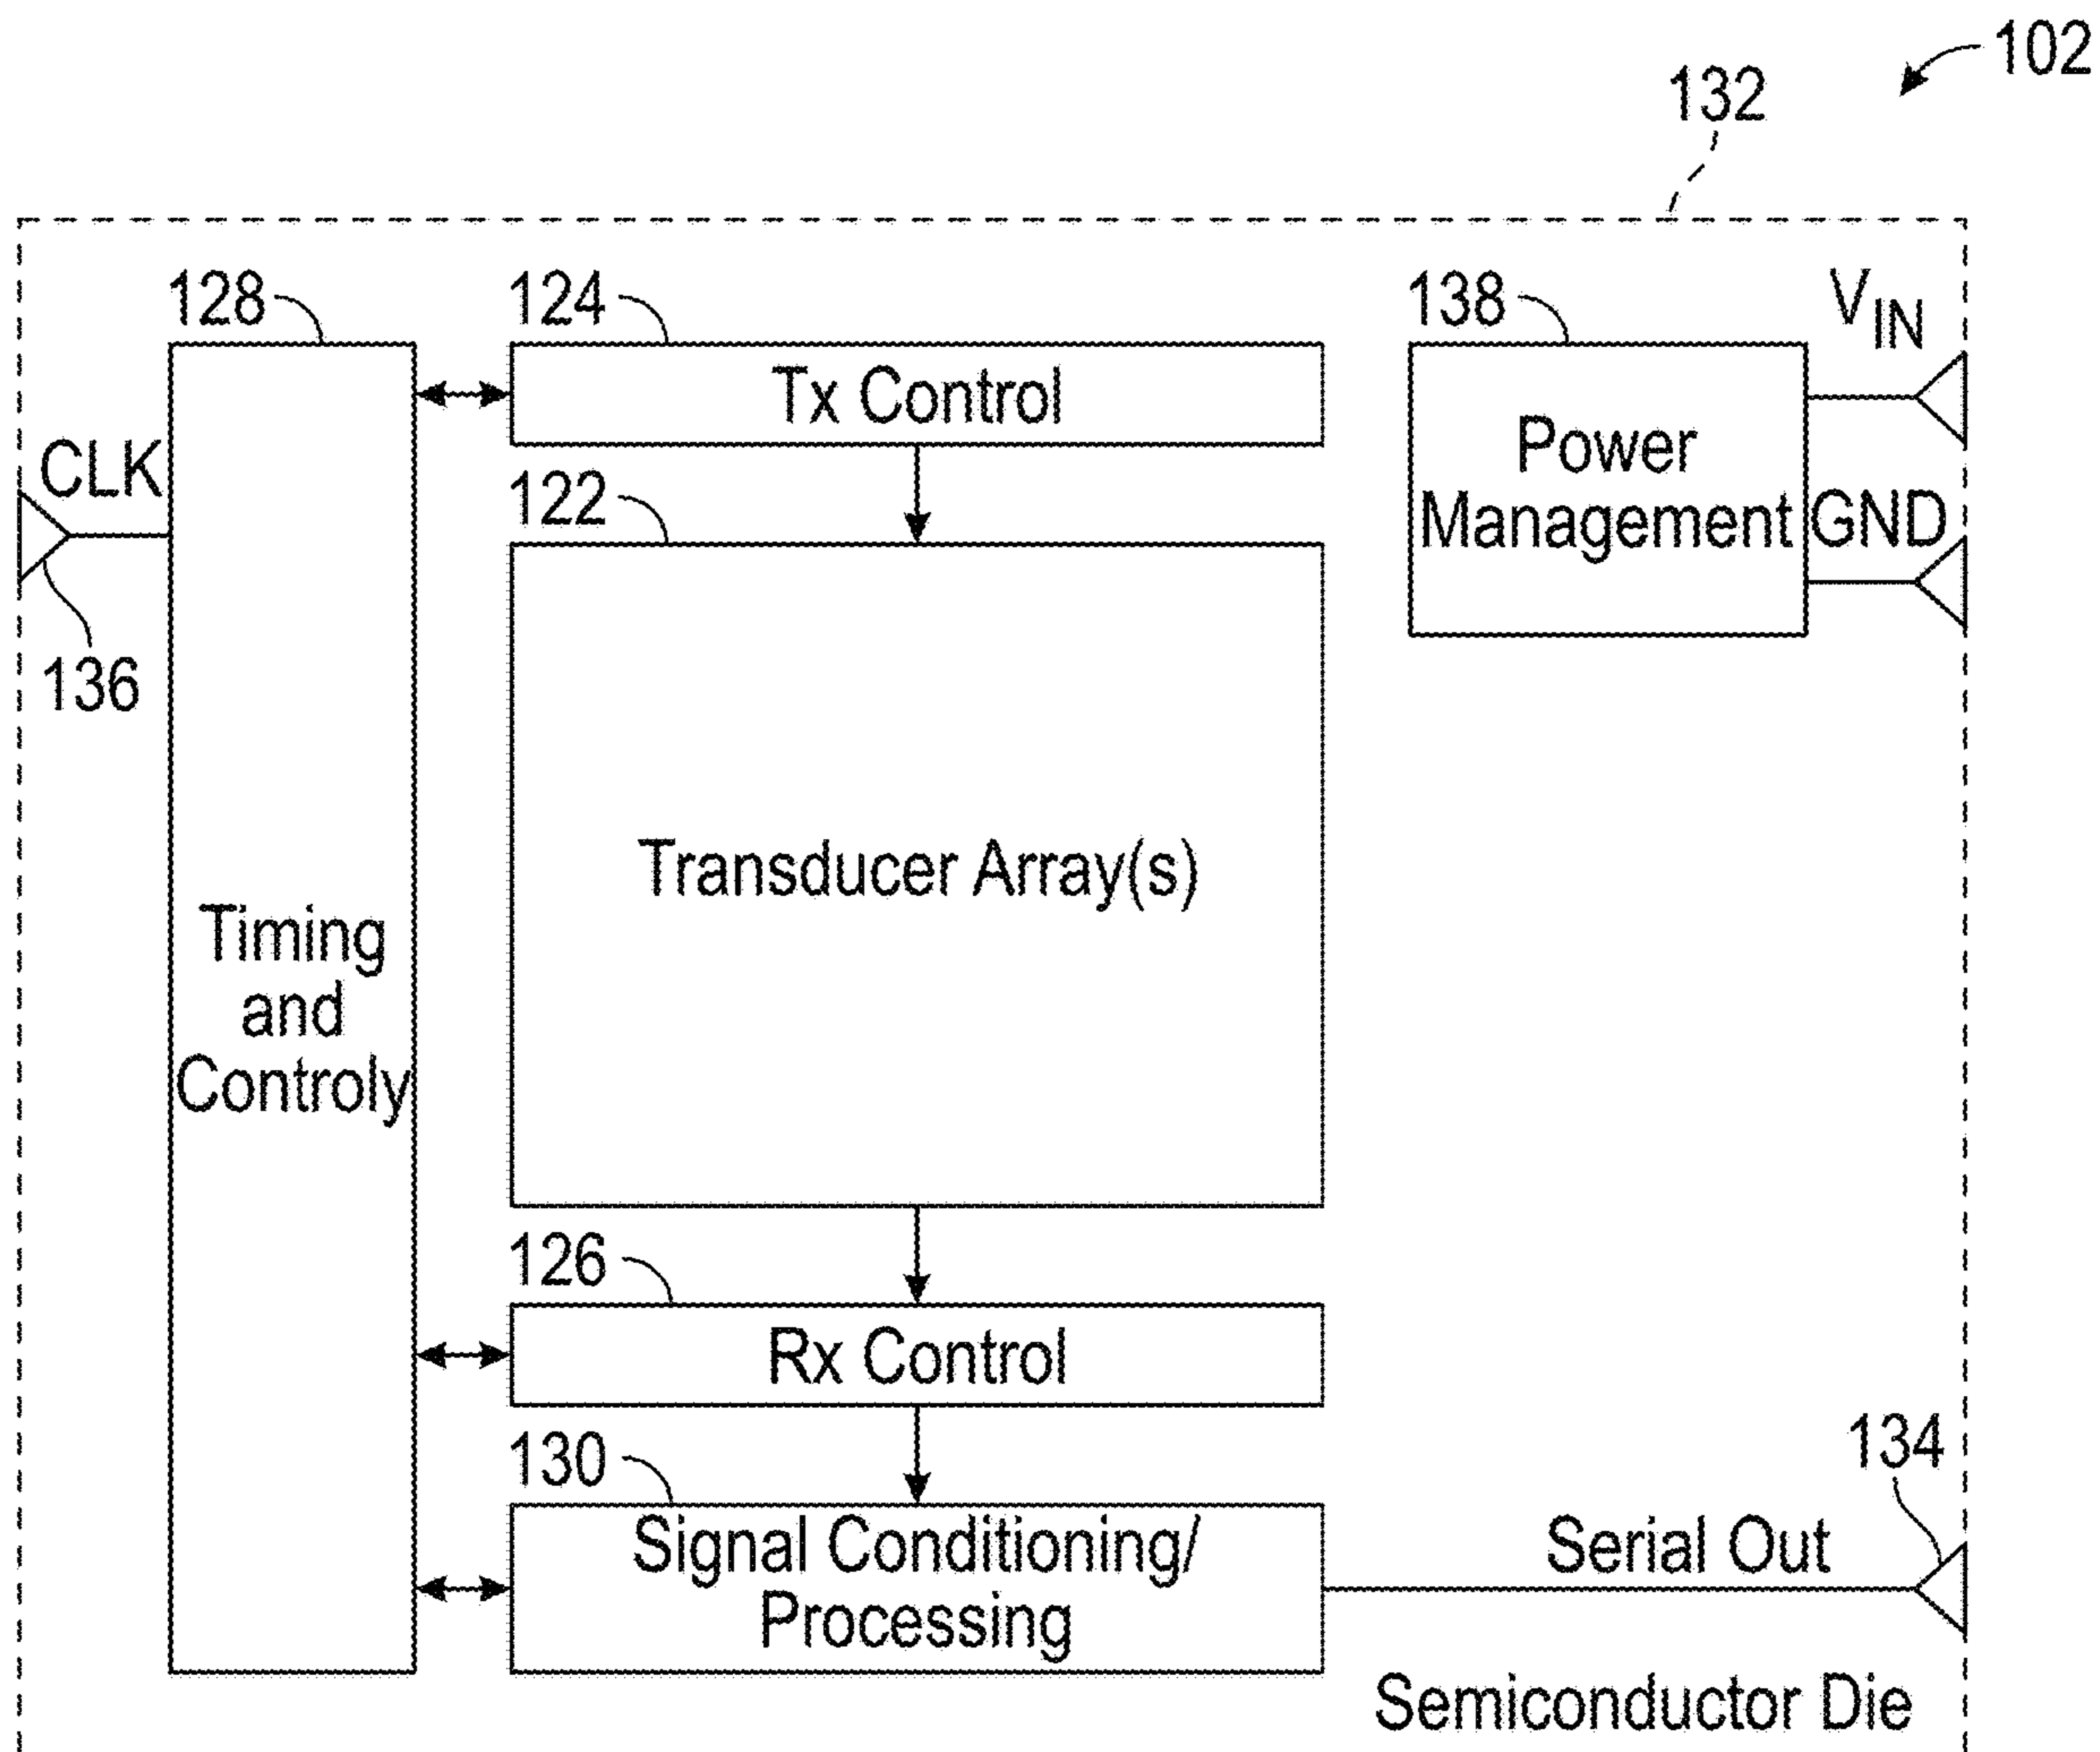 102
132
128
124
138
V_IN
Tx Control
CLK
Power
Management
GND
122
136
Transducer Array(s)
Timing
and
Controly
126
Rx Control
130
134
Signal Conditioning/
Processing
Serial Out
Semiconductor Die